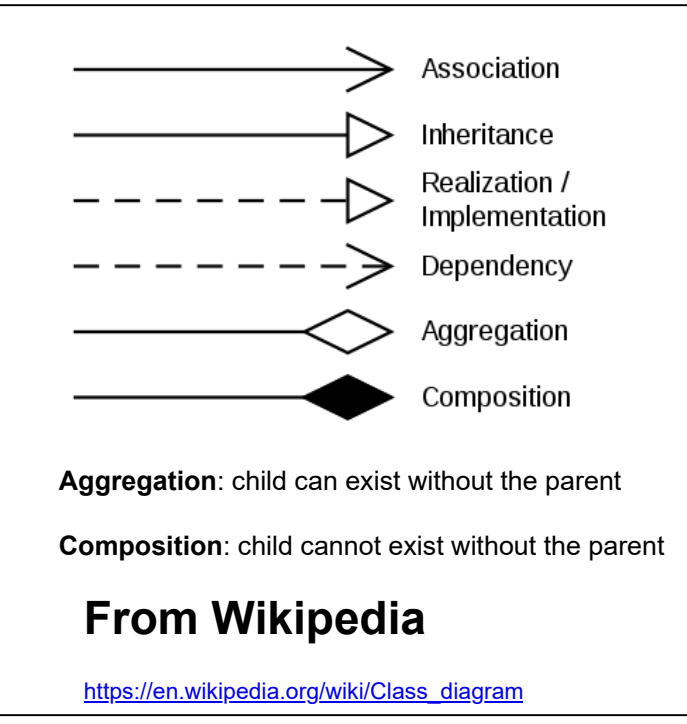 Association
Inheritance
Realization /
Implementation
Dependency
Aggregation
Composition
Aggregation: child can exist without the parent
Composition: child cannot exist without the parent
From Wikipedia
https://en.wikipedia.org/wiki/Class_diagram